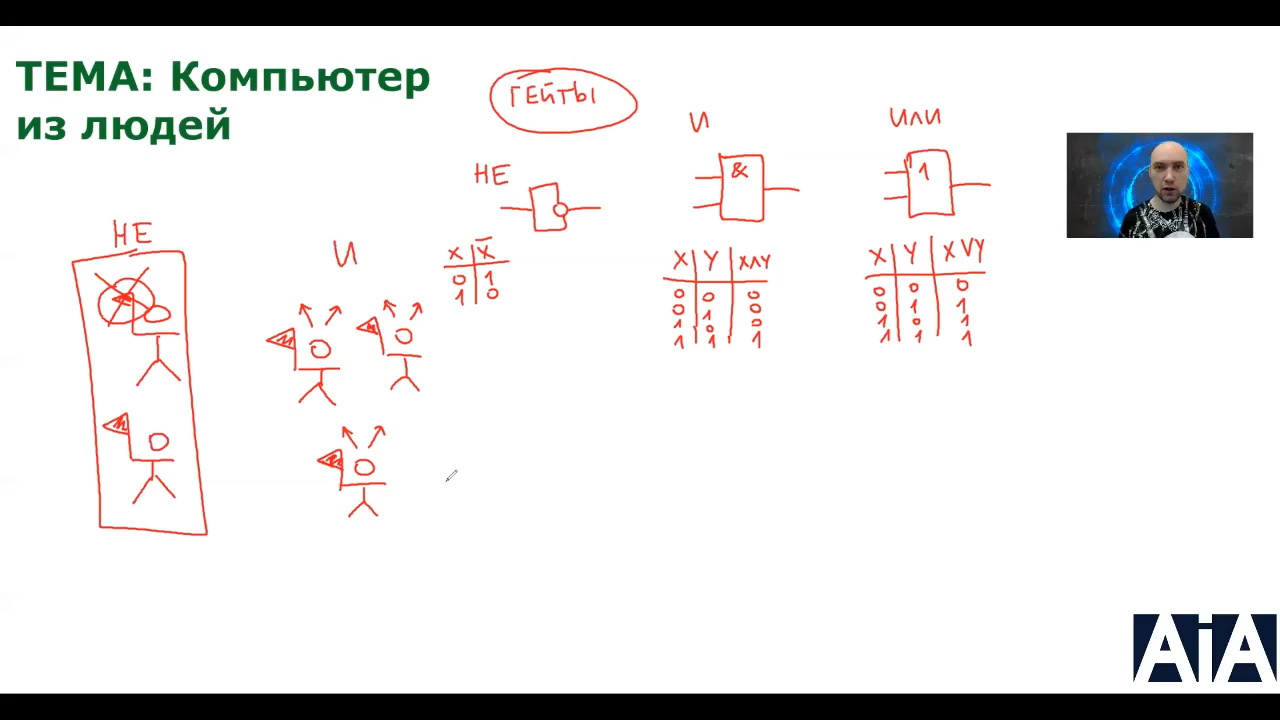 ТЕМА: Компьютер
из людей
ГЕЙТЫ
НЕ
И
ИЛИ
&
1
НЕ
И
X X̅
0 1
1 0
X Y X∧Y
0 0 0
0 1 0
1 0 0
1 1 1
X Y X∨Y
0 0 0
0 1 1
1 0 1
1 1 1
AiA